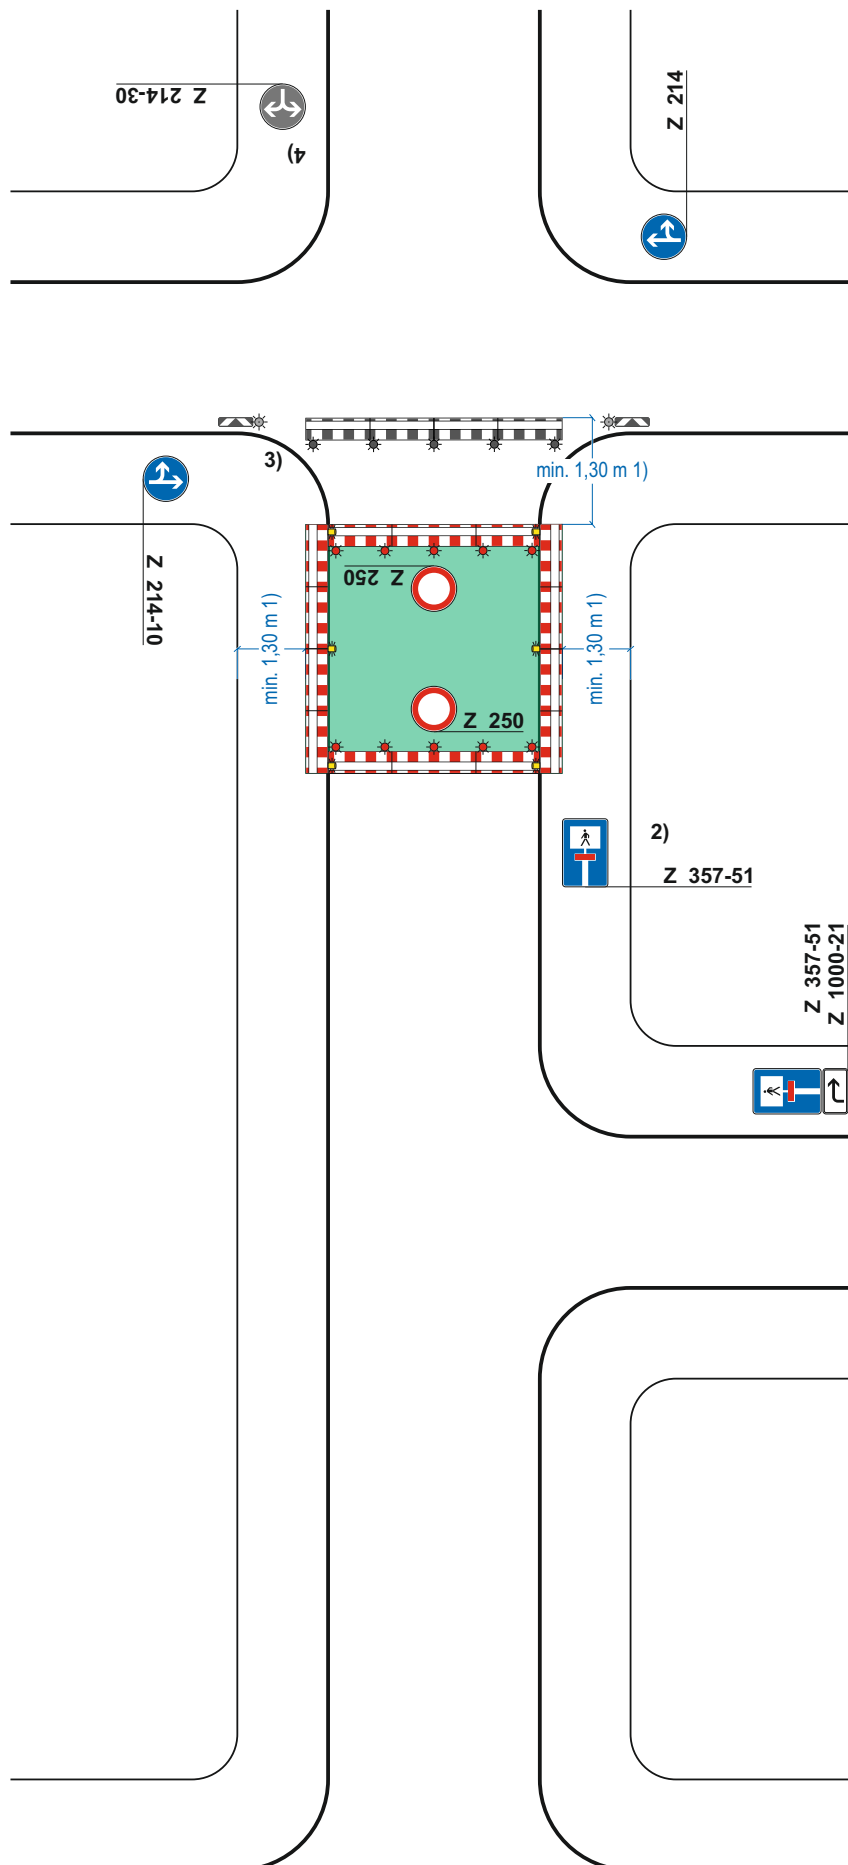 Z 214-30
4)
Z 214
3)
min. 1,30 m 1)
Z 214-10
Z 250
min. 1,30 m 1)
min. 1,30 m 1)
Z 250
2)
Z 357-51
Z 357-51
Z 1000-21